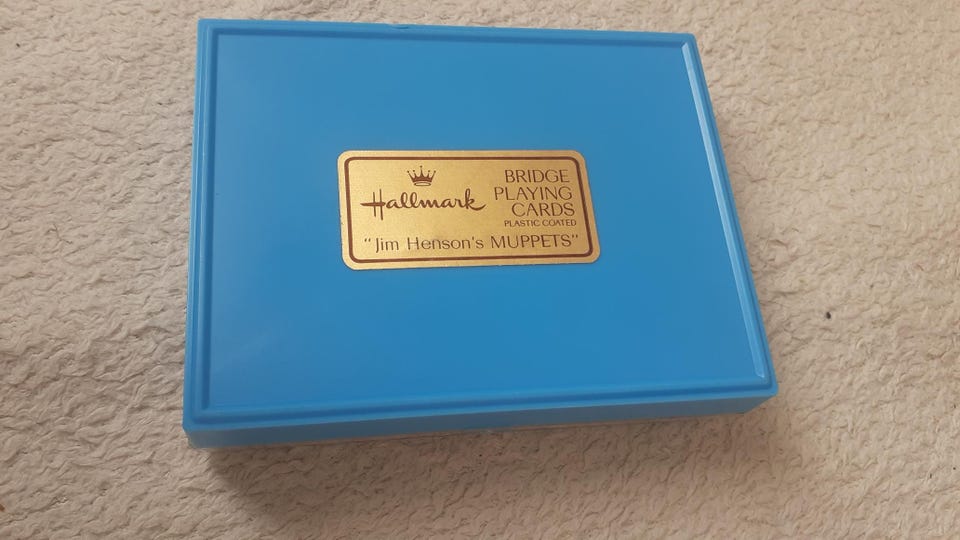 Hallmark
BRIDGE
PLAYING
CARDS
PLASTIC COATED
"Jim Henson's MUPPETS"